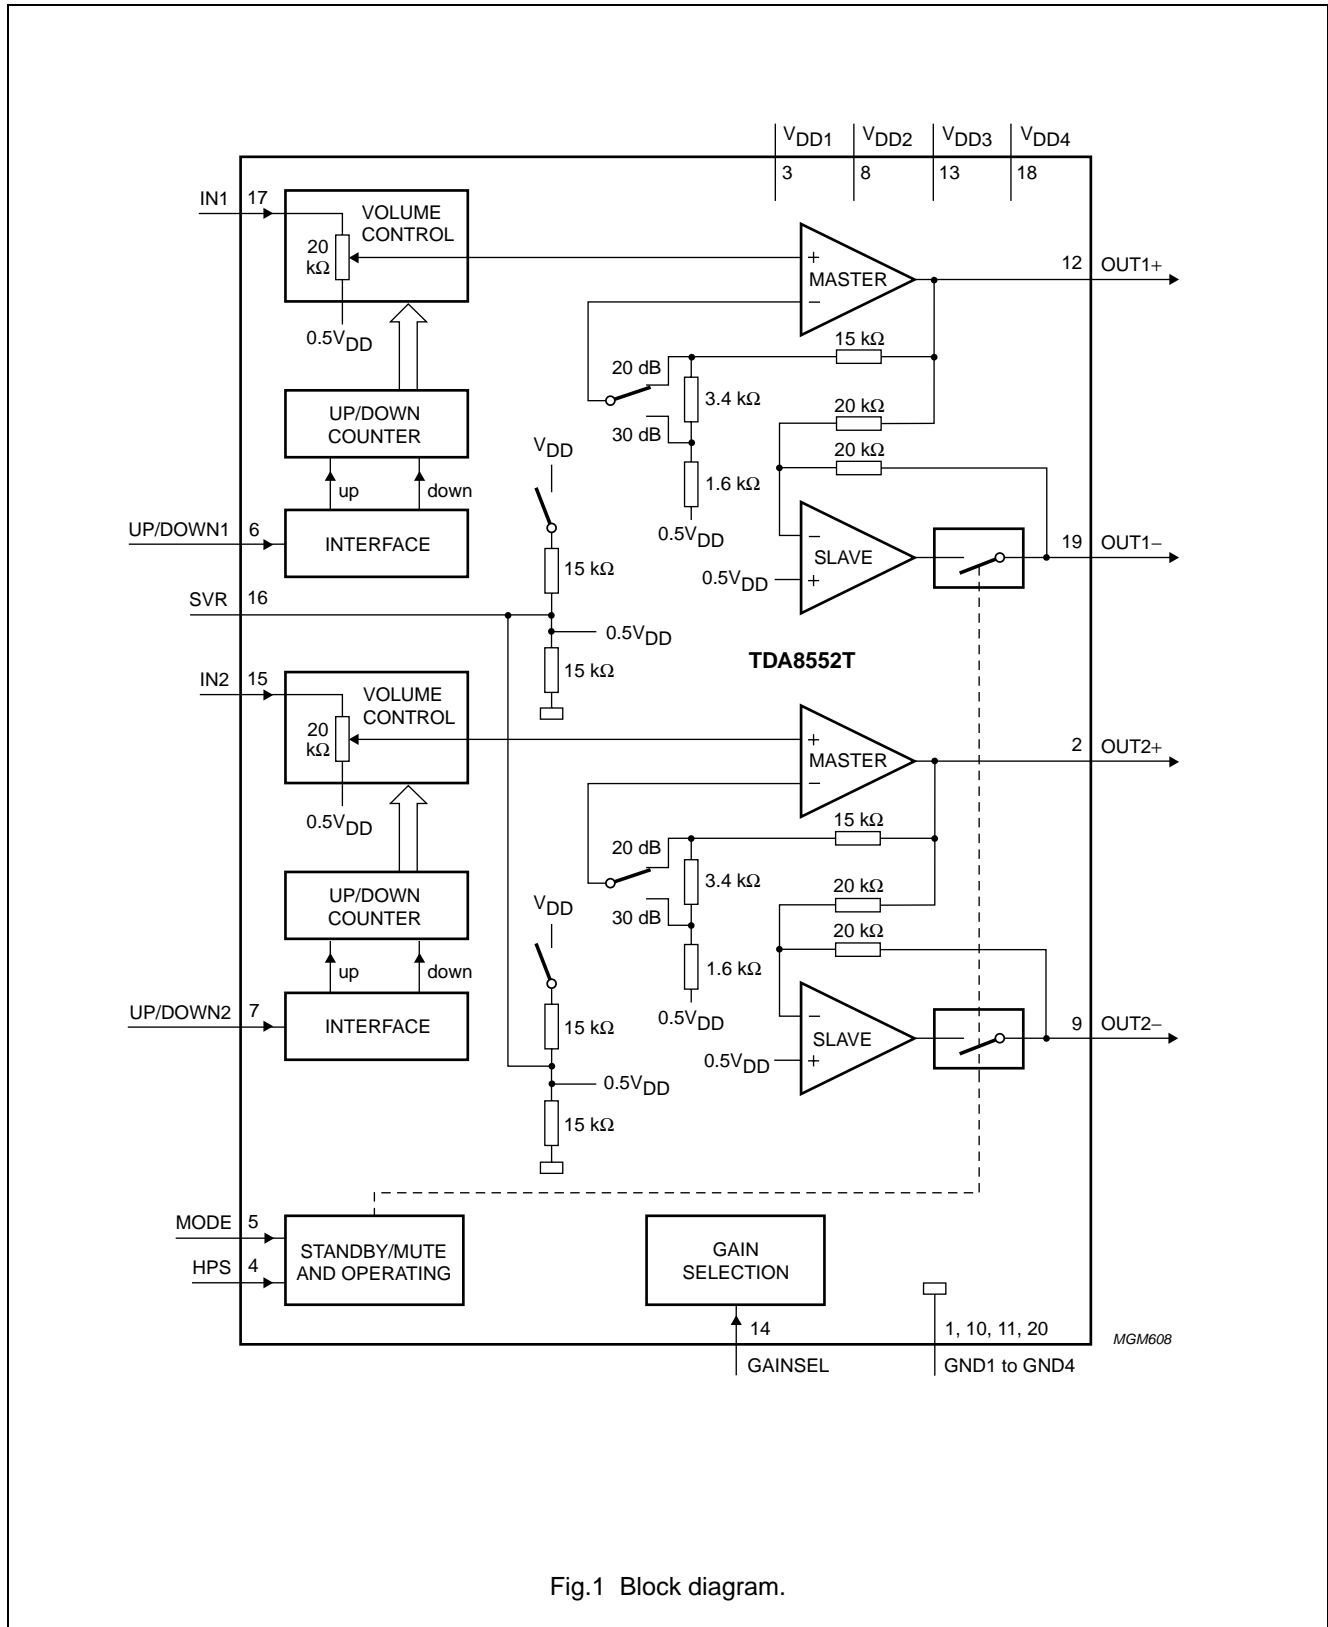 VDD1 VDD2 VDD3 VDD4
3 8 13 18
IN1 17
VOLUME
CONTROL
20
kΩ
0.5VDD
+
MASTER
−
12 OUT1+
15 kΩ
20 dB
3.4 kΩ
30 dB
1.6 kΩ
0.5VDD
20 kΩ
20 kΩ
UP/DOWN
COUNTER
up down
UP/DOWN1 6
INTERFACE
VDD
15 kΩ
−
SLAVE
0.5VDD
+
19 OUT1−
SVR 16
0.5VDD
15 kΩ
TDA8552T
IN2 15
VOLUME
CONTROL
20
kΩ
0.5VDD
+
MASTER
−
2 OUT2+
15 kΩ
20 dB
3.4 kΩ
30 dB
1.6 kΩ
0.5VDD
20 kΩ
20 kΩ
UP/DOWN
COUNTER
up down
UP/DOWN2 7
INTERFACE
VDD
15 kΩ
−
SLAVE
0.5VDD
+
9 OUT2−
0.5VDD
15 kΩ
MODE 5
HPS 4
STANDBY/MUTE
AND OPERATING
GAIN
SELECTION
14
GAINSEL
1, 10, 11, 20
GND1 to GND4
MGM608
Fig.1 Block diagram.